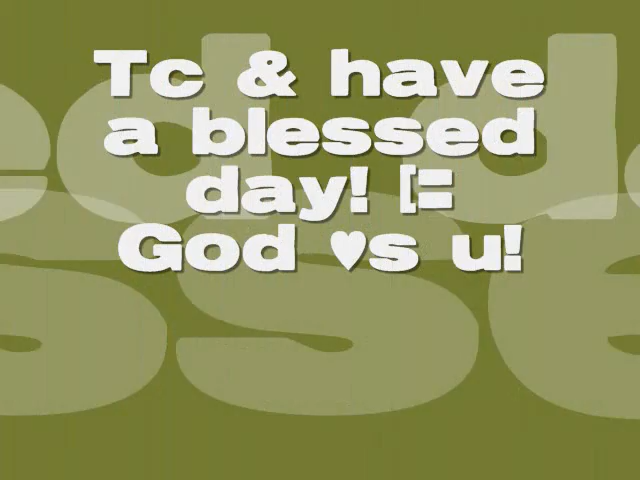 Tc & have
a blessed
day! [=
God ♥s u!